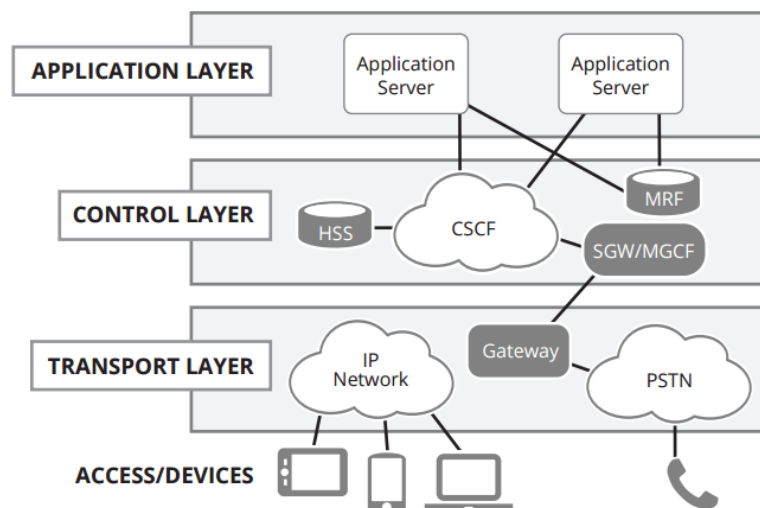 APPLICATION LAYER
Application
Server
Application
Server
CONTROL LAYER
HSS
CSCF
MRF
SGW/MGCF
TRANSPORT LAYER
IP
Network
Gateway
PSTN
ACCESS/DEVICES